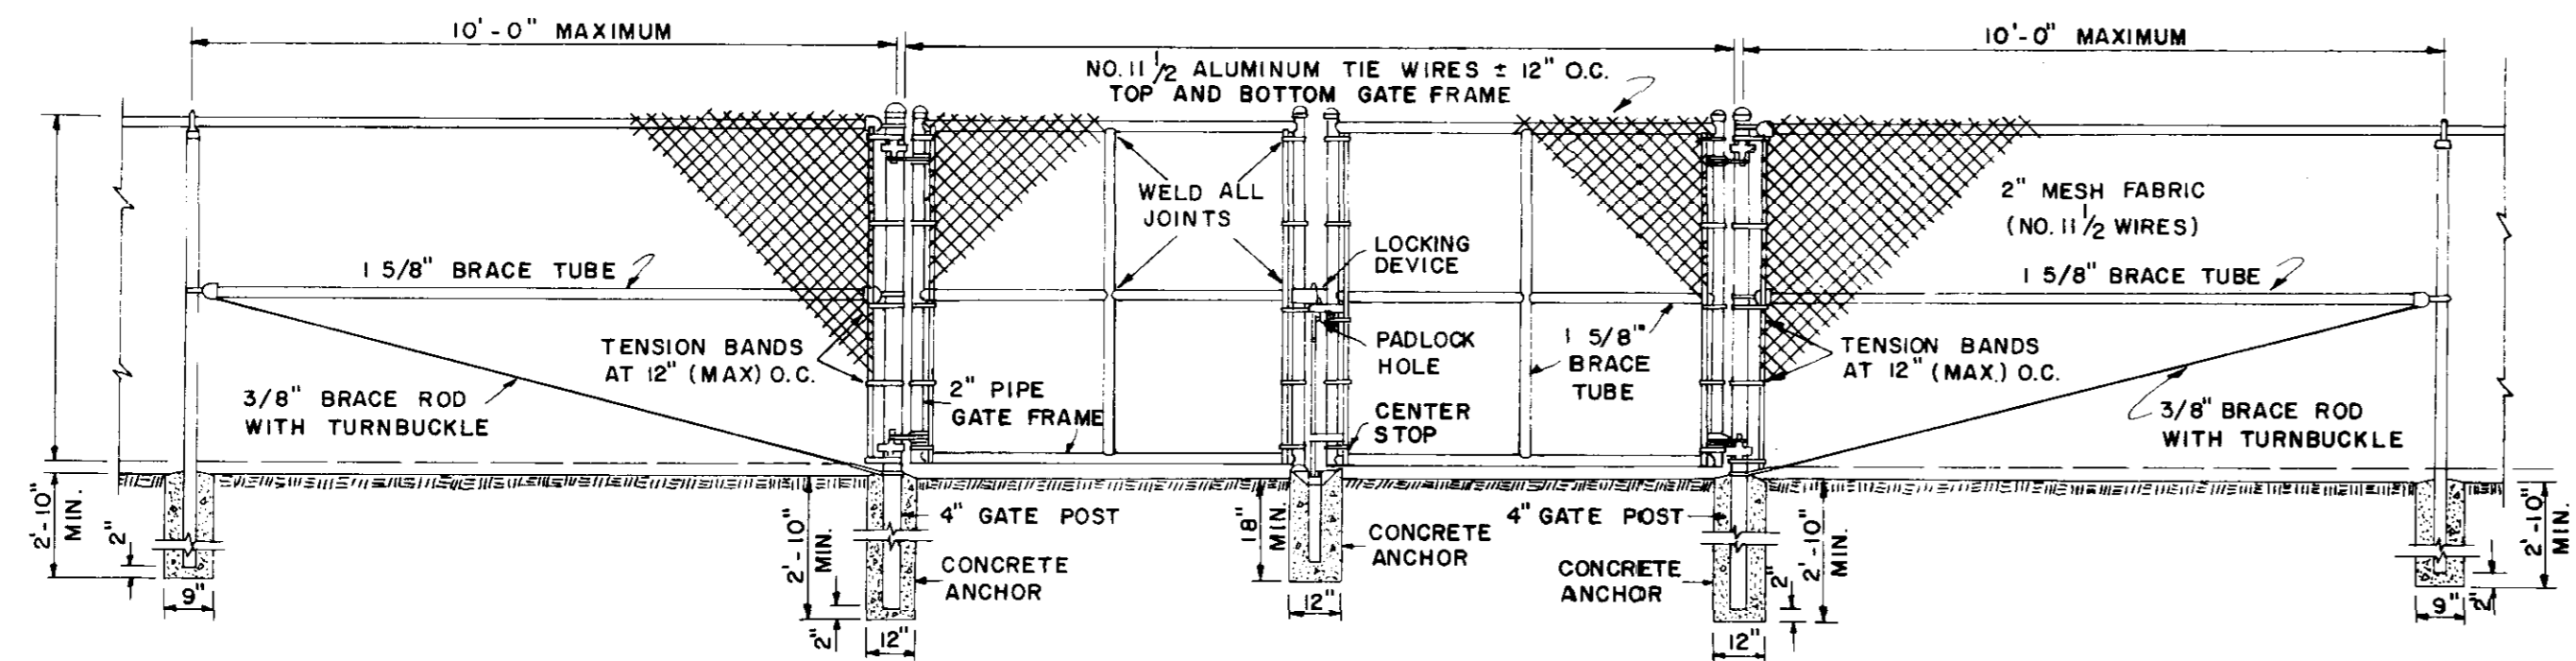 10'-0" MAXIMUM
10'-0" MAXIMUM
NO. 11 1/2 ALUMINUM TIE WIRES ± 12" O.C.
TOP AND BOTTOM GATE FRAME
WELD ALL
JOINTS
2" MESH FABRIC
(NO. 11 1/2 WIRES)
LOCKING
DEVICE
1 5/8" BRACE TUBE
1 5/8" BRACE TUBE
TENSION BANDS
AT 12" (MAX) O.C.
PADLOCK
HOLE
1 5/8"
BRACE
TUBE
TENSION BANDS
AT 12" (MAX.) O.C.
3/8" BRACE ROD
WITH TURNBUCKLE
2" PIPE
GATE FRAME
CENTER
STOP
3/8" BRACE ROD
WITH TURNBUCKLE
2'-10"
MIN.
2"
9"
4" GATE POST
2'-10"
MIN.
2"
CONCRETE
ANCHOR
12"
18"
MIN.
CONCRETE
ANCHOR
12"
4" GATE POST
CONCRETE
ANCHOR
2'-10"
MIN.
2"
12"
2'-10"
MIN.
2"
9"